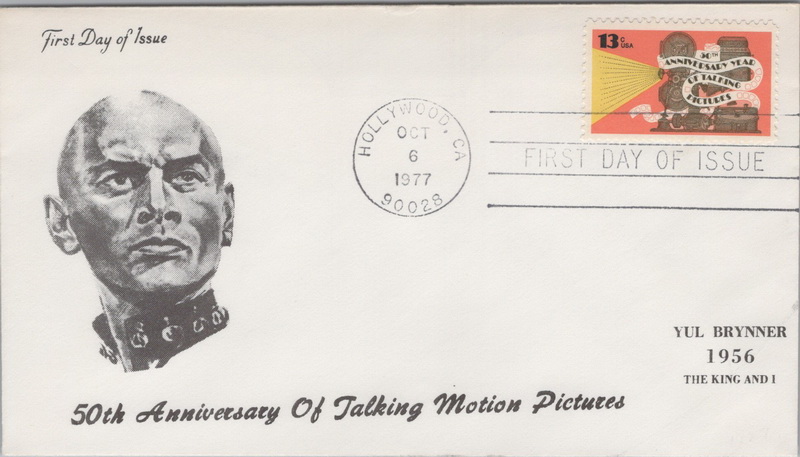 First Day of Issue
13c
USA
50TH
ANNIVERSARY YEAR
OF TALKING
PICTURES
HOLLYWOOD, CA
OCT
6
1977
90028
FIRST DAY OF ISSUE
YUL BRYNNER
1956
THE KING AND I
50th Anniversary Of Talking Motion Pictures